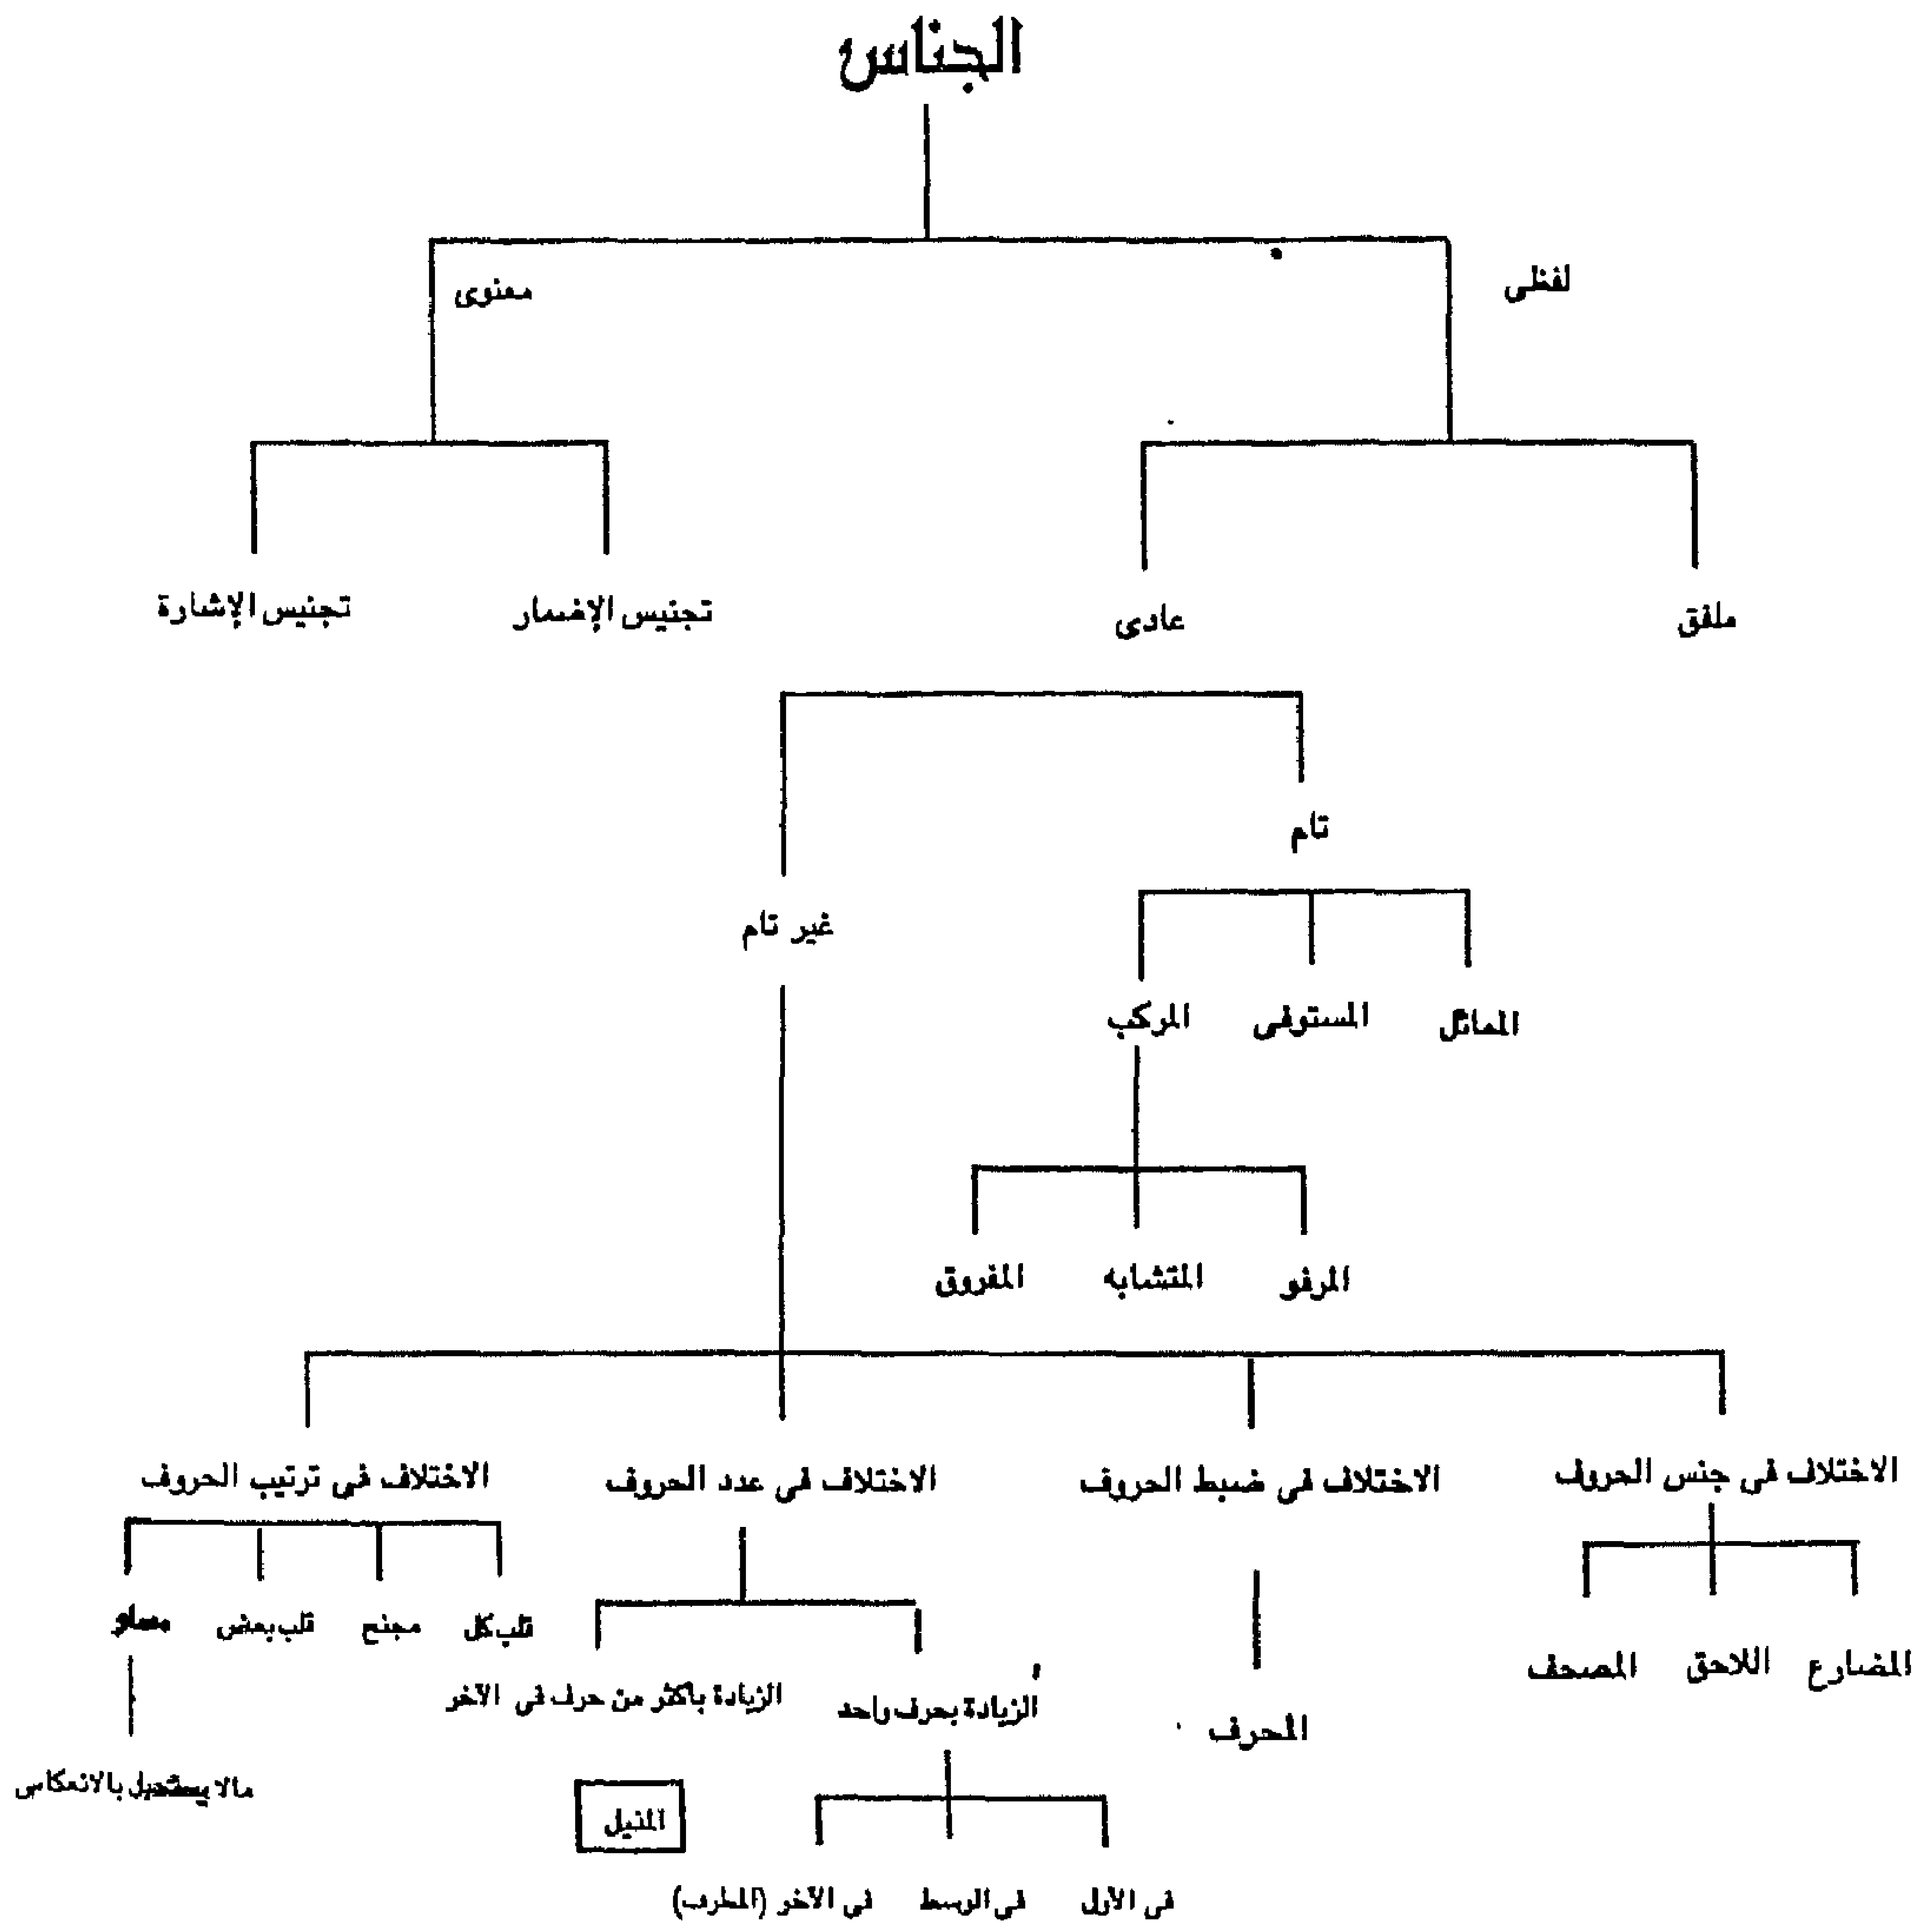 الجناس
لفظى
معنوى
ملفق
عادى
تجنيس الإضمار
تجنيس الإشارة
تام
غير تام
المماثل
المستوفى
المركب
المرفو
المتشابه
المفروق
الاختلاف فى جنس الحروف
الاختلاف فى ضبط الحروف
الاختلاف فى عدد الحروف
الاختلاف فى ترتيب الحروف
المضارع
اللاحق
المصحف
المحرف
الزيادة بحرف واحد
الزيادة بأكثر من حرف فى الآخر
قلب كل
مجنح
قلب بعض
مساو
مالا يستحيل بالانعكاس
المذيل
فى الأول
فى الوسط
فى الآخر (المطرف)